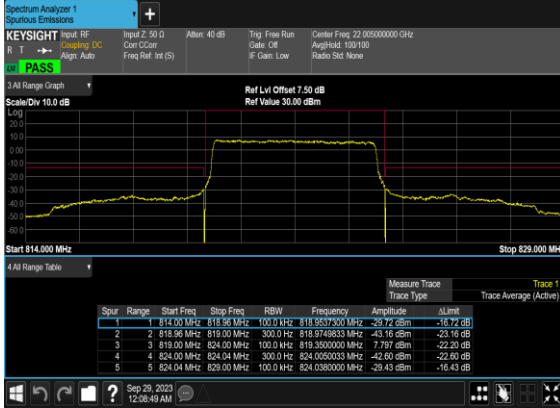 Spectrum Analyzer 1
Spurious Emissions
KEYSIGHT Input: RF Input Z: 50 Ω Atten: 40 dB Trig: Free Run Center Freq: 22.005000000 GHz
R T Coupling: DC Corr CCorr Gate: Off Avg|Hold: 100/100
Align: Auto Freq Ref: Int (S) IF Gain: Low Radio Std: None
PASS
3.All Range Graph
Ref Lvl Offset 7.50 dB
Scale/Div 10.0 dB Ref Value 30.00 dBm
Log
20.0
10.0
0.00
-10.0
-20.0
-30.0
-40.0
-50.0
-60.0
Start 814.000 MHz Stop 829.000 MH
4.All Range Table
Measure Trace Trace 1
Trace Type Trace Average (Active)
Spur Range Start Freq Stop Freq RBW Frequency Amplitude ΔLimit
1 1 814.00 MHz 818.96 MHz 100.0 kHz 818.9537300 MHz -29.72 dBm -16.72 dB
2 2 818.96 MHz 819.00 MHz 300.0 Hz 818.9749833 MHz -43.16 dBm -23.16 dB
3 3 819.00 MHz 824.00 MHz 100.0 kHz 819.3500000 MHz 7.797 dBm -22.20 dB
4 4 824.00 MHz 824.04 MHz 300.0 Hz 824.0050033 MHz -42.60 dBm -22.60 dB
5 5 824.04 MHz 829.00 MHz 100.0 kHz 824.0380000 MHz -29.43 dBm -16.43 dB
Sep 29, 2023
12:08:49 AM